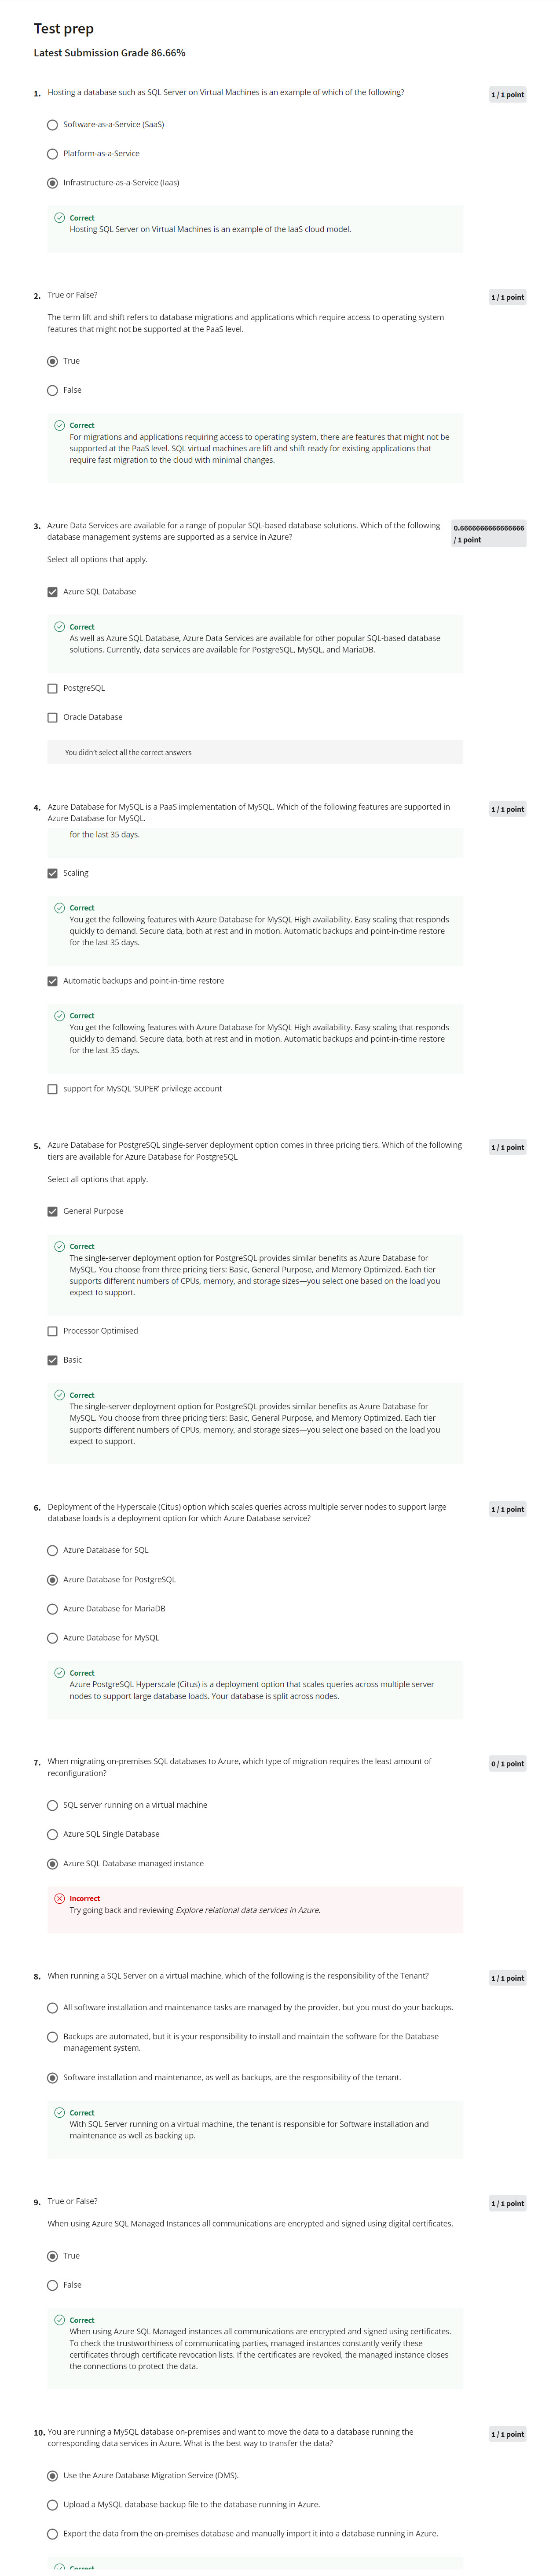 Test prep
Latest Submission Grade 86.66%
1. Hosting a database such as SQL Server on Virtual Machines is an example of which of the following?
1 / 1 point
Software-as-a-Service (SaaS)
Platform-as-a-Service
Infrastructure-as-a-Service (Iaas)
Correct
Hosting SQL Server on Virtual Machines is an example of the IaaS cloud model.
2. True or False?
1 / 1 point
The term lift and shift refers to database migrations and applications which require access to operating system
features that might not be supported at the PaaS level.
True
False
Correct
For migrations and applications requiring access to operating system, there are features that might not be
supported at the PaaS level. SQL virtual machines are lift and shift ready for existing applications that
require fast migration to the cloud with minimal changes.
3. Azure Data Services are available for a range of popular SQL-based database solutions. Which of the following
database management systems are supported as a service in Azure?
0.6666666666666666
/ 1 point
Select all options that apply.
Azure SQL Database
Correct
As well as Azure SQL Database, Azure Data Services are available for other popular SQL-based database
solutions. Currently, data services are available for PostgreSQL, MySQL, and MariaDB.
PostgreSQL
Oracle Database
You didn't select all the correct answers
4. Azure Database for MySQL is a PaaS implementation of MySQL. Which of the following features are supported in
Azure Database for MySQL.
1 / 1 point
for the last 35 days.
Scaling
Correct
You get the following features with Azure Database for MySQL High availability. Easy scaling that responds
quickly to demand. Secure data, both at rest and in motion. Automatic backups and point-in-time restore
for the last 35 days.
Automatic backups and point-in-time restore
Correct
You get the following features with Azure Database for MySQL High availability. Easy scaling that responds
quickly to demand. Secure data, both at rest and in motion. Automatic backups and point-in-time restore
for the last 35 days.
support for MySQL 'SUPER' privilege account
5. Azure Database for PostgreSQL single-server deployment option comes in three pricing tiers. Which of the following
tiers are available for Azure Database for PostgreSQL
1 / 1 point
Select all options that apply.
General Purpose
Correct
The single-server deployment option for PostgreSQL provides similar benefits as Azure Database for
MySQL. You choose from three pricing tiers: Basic, General Purpose, and Memory Optimized. Each tier
supports different numbers of CPUs, memory, and storage sizes—you select one based on the load you
expect to support.
Processor Optimised
Basic
Correct
The single-server deployment option for PostgreSQL provides similar benefits as Azure Database for
MySQL. You choose from three pricing tiers: Basic, General Purpose, and Memory Optimized. Each tier
supports different numbers of CPUs, memory, and storage sizes—you select one based on the load you
expect to support.
6. Deployment of the Hyperscale (Citus) option which scales queries across multiple server nodes to support large
database loads is a deployment option for which Azure Database service?
1 / 1 point
Azure Database for SQL
Azure Database for PostgreSQL
Azure Database for MariaDB
Azure Database for MySQL
Correct
Azure PostgreSQL Hyperscale (Citus) is a deployment option that scales queries across multiple server
nodes to support large database loads. Your database is split across nodes.
7. When migrating on-premises SQL databases to Azure, which type of migration requires the least amount of
reconfiguration?
0 / 1 point
SQL server running on a virtual machine
Azure SQL Single Database
Azure SQL Database managed instance
Incorrect
Try going back and reviewing Explore relational data services in Azure.
8. When running a SQL Server on a virtual machine, which of the following is the responsibility of the Tenant?
1 / 1 point
All software installation and maintenance tasks are managed by the provider, but you must do your backups.
Backups are automated, but it is your responsibility to install and maintain the software for the Database
management system.
Software installation and maintenance, as well as backups, are the responsibility of the tenant.
Correct
With SQL Server running on a virtual machine, the tenant is responsible for Software installation and
maintenance as well as backing up.
9. True or False?
1 / 1 point
When using Azure SQL Managed Instances all communications are encrypted and signed using digital certificates.
True
False
Correct
When using Azure SQL Managed instances all communications are encrypted and signed using certificates.
To check the trustworthiness of communicating parties, managed instances constantly verify these
certificates through certificate revocation lists. If the certificates are revoked, the managed instance closes
the connections to protect the data.
10. You are running a MySQL database on-premises and want to move the data to a database running the
corresponding data services in Azure. What is the best way to transfer the data?
1 / 1 point
Use the Azure Database Migration Service (DMS).
Upload a MySQL database backup file to the database running in Azure.
Export the data from the on-premises database and manually import it into a database running in Azure.
Correct